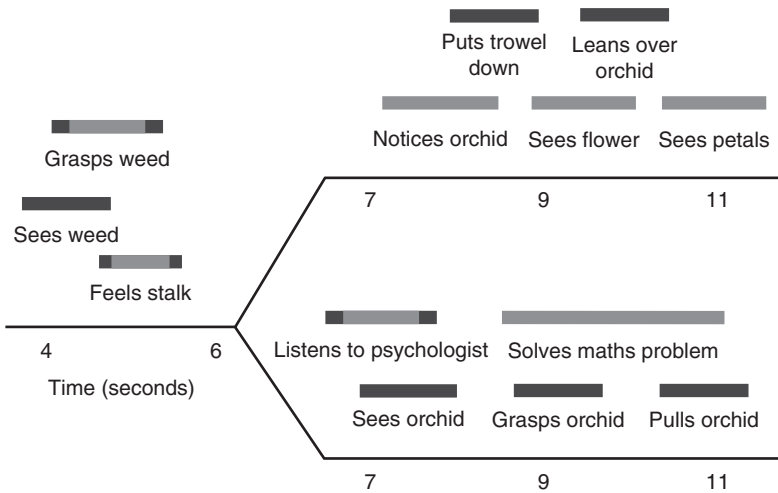 Puts trowel
down
Leans over
orchid
Notices orchid
Sees flower
Sees petals
Grasps weed
7
9
11
Sees weed
Feels stalk
4
6
Time (seconds)
Listens to psychologist
Solves maths problem
Sees orchid
Grasps orchid
Pulls orchid
7
9
11